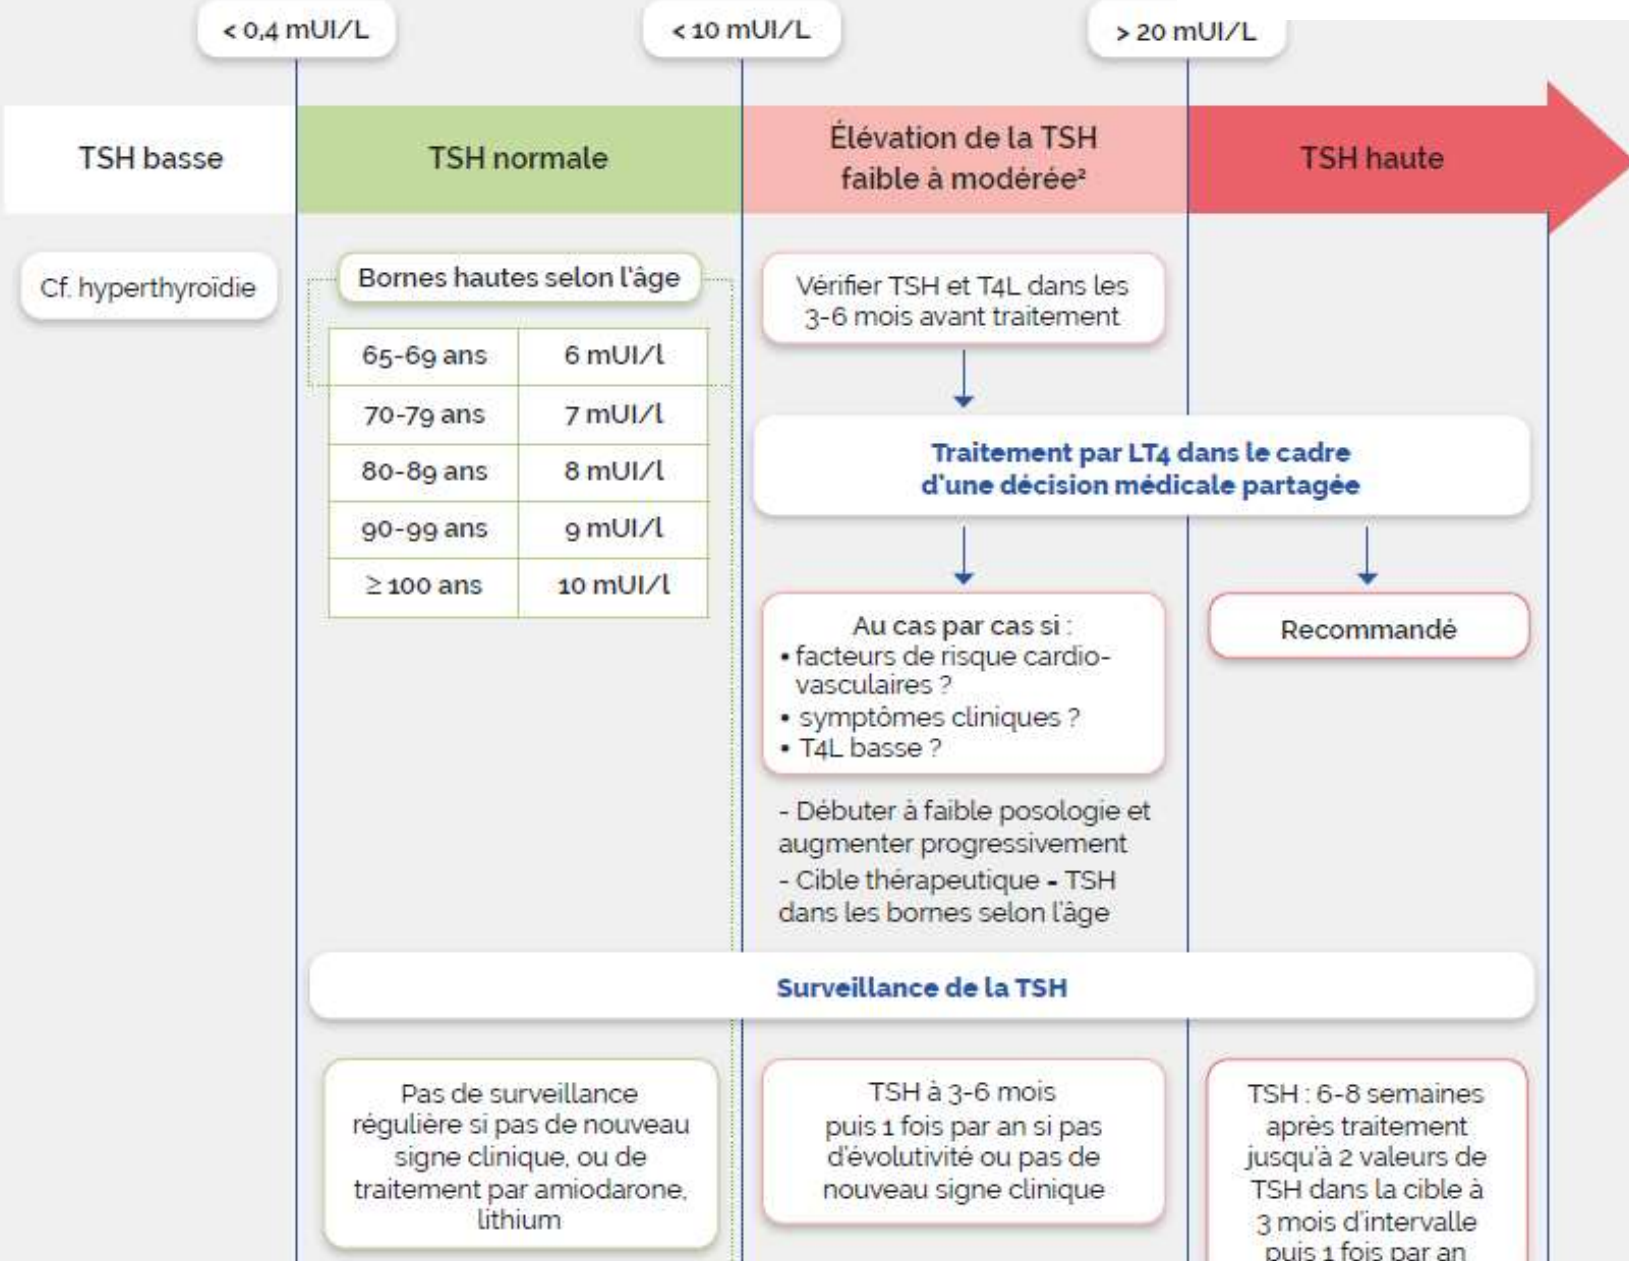 < 0,4 mUI/L
< 10 mUI/L
> 20 mUI/L
TSH basse
TSH normale
Élévation de la TSH
faible à modérée²
TSH haute
Cf. hyperthyroïdie
Bornes hautes selon l'âge
65-69 ans 6 mUI/l
70-79 ans 7 mUI/l
80-89 ans 8 mUI/l
90-99 ans 9 mUI/l
≥ 100 ans 10 mUI/l
Vérifier TSH et T4L dans les
3-6 mois avant traitement
Traitement par LT4 dans le cadre
d'une décision médicale partagée
Au cas par cas si :
• facteurs de risque cardio-
vasculaires ?
• symptômes cliniques ?
• T4L basse ?
Recommandé
- Débuter à faible posologie et
augmenter progressivement
- Cible thérapeutique = TSH
dans les bornes selon l'âge
Surveillance de la TSH
Pas de surveillance
régulière si pas de nouveau
signe clinique, ou de
traitement par amiodarone,
lithium
TSH à 3-6 mois
puis 1 fois par an si pas
d'évolutivité ou pas de
nouveau signe clinique
TSH : 6-8 semaines
après traitement
jusqu'à 2 valeurs de
TSH dans la cible à
3 mois d'intervalle
puis 1 fois par an